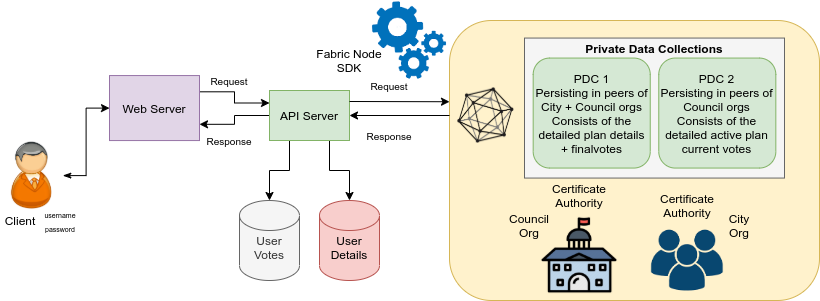 Fabric Node
SDK
Private Data Collections
PDC 1
Persisting in peers of
City + Council orgs
Consists of the
detailed plan details
+ finalvotes
PDC 2
Persisting in peers of
Council orgs
Consists of the
detailed active plan
current votes
Request
Request
Web Server
API Server
Response
Response
Client
username
password
User
Votes
User
Details
Certificate
Authority
Council
Org
Certificate
Authority
City
Org